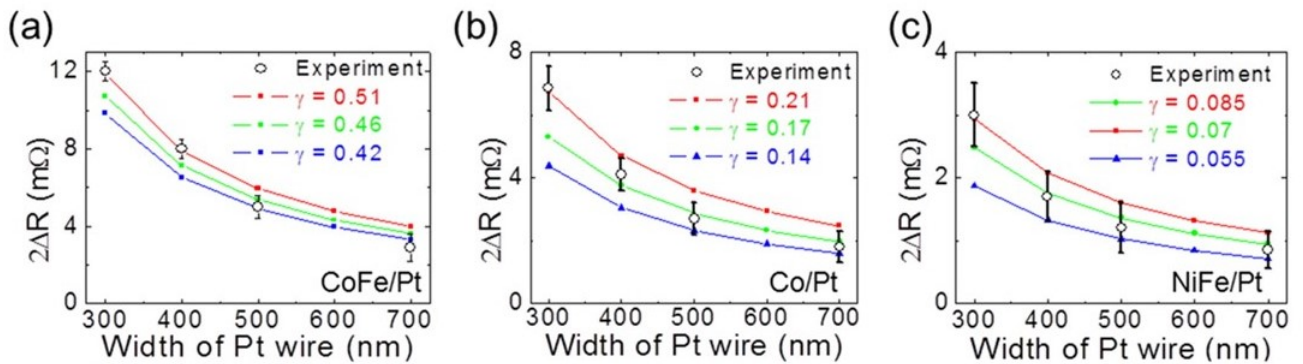 (a)
12
8
4
0
2ΔR (mΩ)
Experiment
γ = 0.51
γ = 0.46
γ = 0.42
CoFe/Pt
300 400 500 600 700
Width of Pt wire (nm)
(b)
8
4
0
2ΔR (mΩ)
Experiment
γ = 0.21
γ = 0.17
γ = 0.14
Co/Pt
300 400 500 600 700
Width of Pt wire (nm)
(c)
4
2
0
2ΔR (mΩ)
Experiment
γ = 0.085
γ = 0.07
γ = 0.055
NiFe/Pt
300 400 500 600 700
Width of Pt wire (nm)